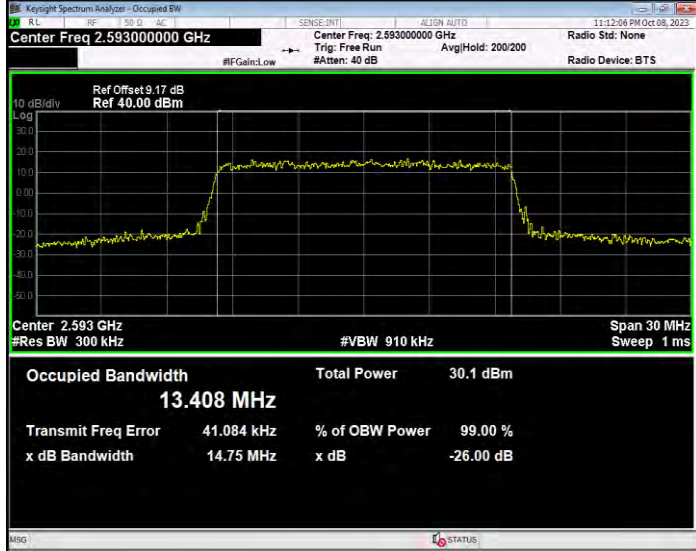 Keysight Spectrum Analyzer - Occupied BW
RL RF 50 Ω AC SENSE:INT ALIGN AUTO 11:12:06 PM Oct 08, 2023
Center Freq 2.593000000 GHz Center Freq: 2.593000000 GHz Radio Std: None
Trig: Free Run Avg|Hold: 200/200
#IFGain:Low #Atten: 40 dB Radio Device: BTS
Ref Offset 9.17 dB
10 dB/div Ref 40.00 dBm
Log
30.0
20.0
10.0
0.00
-10.0
-20.0
-30.0
-40.0
-50.0
Center 2.593 GHz Span 30 MHz
#Res BW 300 kHz #VBW 910 kHz Sweep 1 ms
Occupied Bandwidth Total Power 30.1 dBm
13.408 MHz
Transmit Freq Error 41.084 kHz % of OBW Power 99.00 %
x dB Bandwidth 14.75 MHz x dB -26.00 dB
MSG STATUS